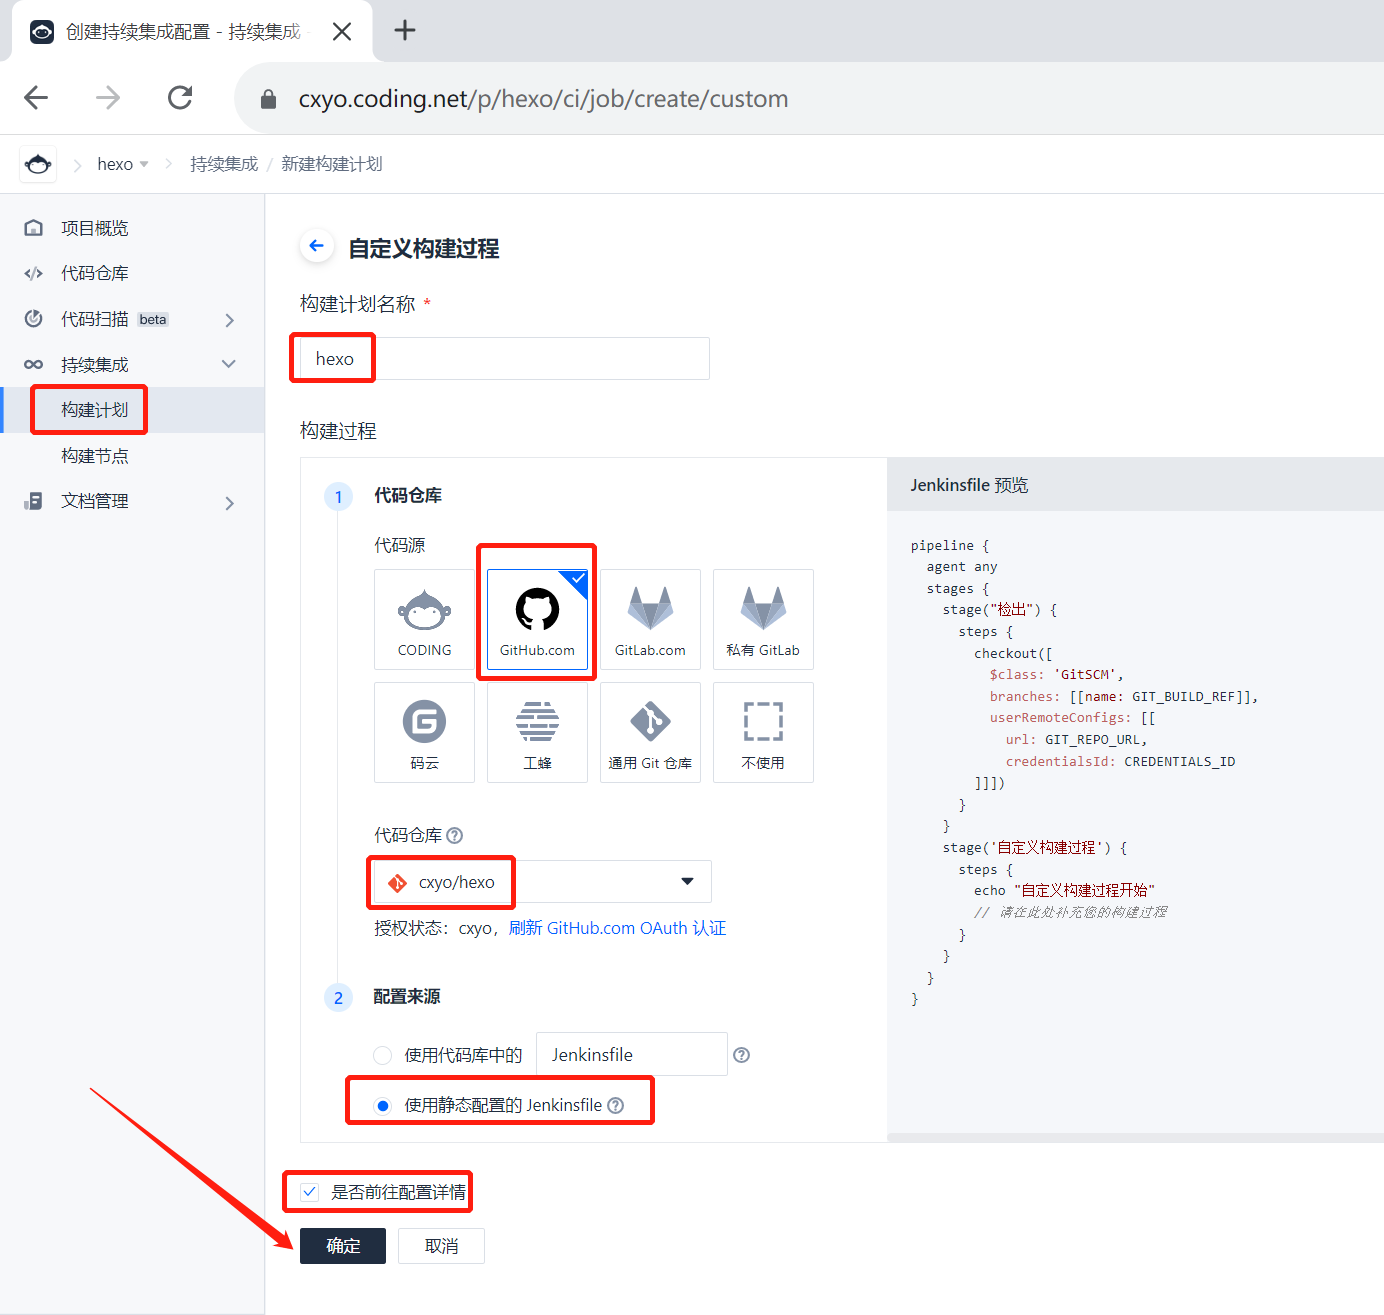 创建持续集成配置 - 持续集成 -
cxyo.coding.net/p/hexo/ci/job/create/custom
hexo 持续集成 / 新建构建计划
项目概览
代码仓库
代码扫描 beta
持续集成
构建计划
构建节点
文档管理
自定义构建过程
构建计划名称 *
hexo
构建过程
1 代码仓库
代码源
CODING GitHub.com GitLab.com 私有 GitLab
码云 工蜂 通用 Git 仓库 不使用
代码仓库
cxyo/hexo
授权状态：cxyo，刷新 GitHub.com OAuth 认证
2 配置来源
使用代码库中的 Jenkinsfile
使用静态配置的 Jenkinsfile
是否前往配置详情
确定 取消
Jenkinsfile 预览
pipeline {
  agent any
  stages {
    stage("检出") {
      steps {
        checkout([
          $class: 'GitSCM',
          branches: [[name: GIT_BUILD_REF]],
          userRemoteConfigs: [[
            url: GIT_REPO_URL,
            credentialsId: CREDENTIALS_ID
        ]]])
      }
    }
    stage('自定义构建过程') {
      steps {
        echo "自定义构建过程开始"
        // 请在此处补充您的构建过程
      }
    }
  }
}